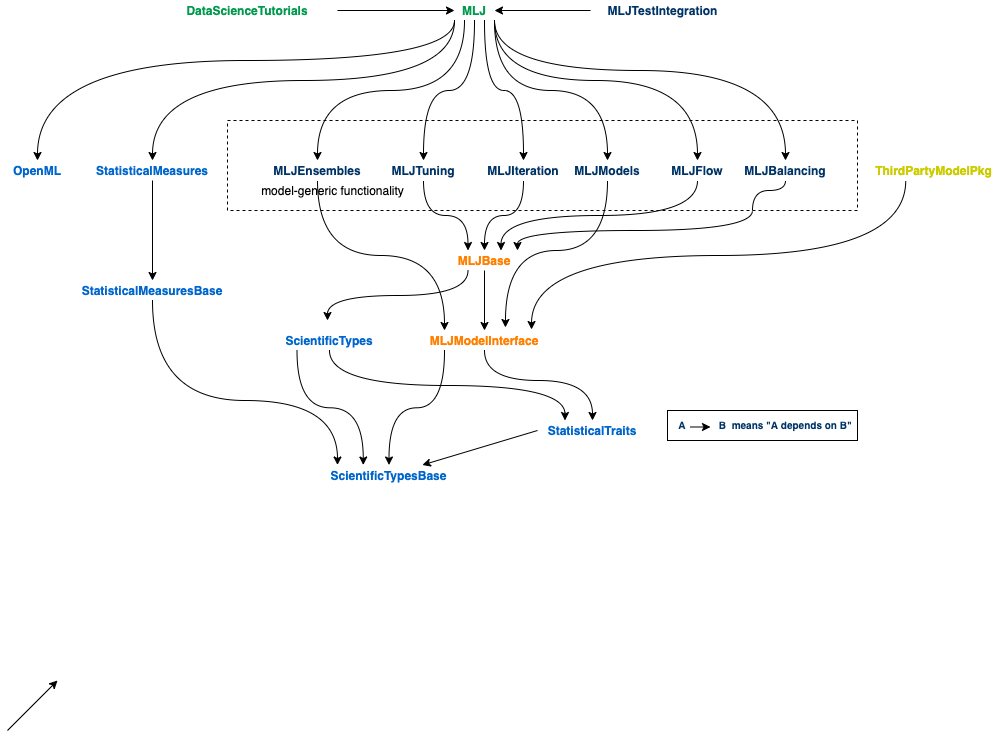 DataScienceTutorials
MLJ
MLJTestIntegration
OpenML
StatisticalMeasures
MLJEnsembles
MLJTuning
MLJIteration
MLJModels
MLJFlow
MLJBalancing
ThirdPartyModelPkg
model-generic functionality
MLJBase
StatisticalMeasuresBase
ScientificTypes
MLJModelInterface
StatisticalTraits
A B means "A depends on B"
ScientificTypesBase